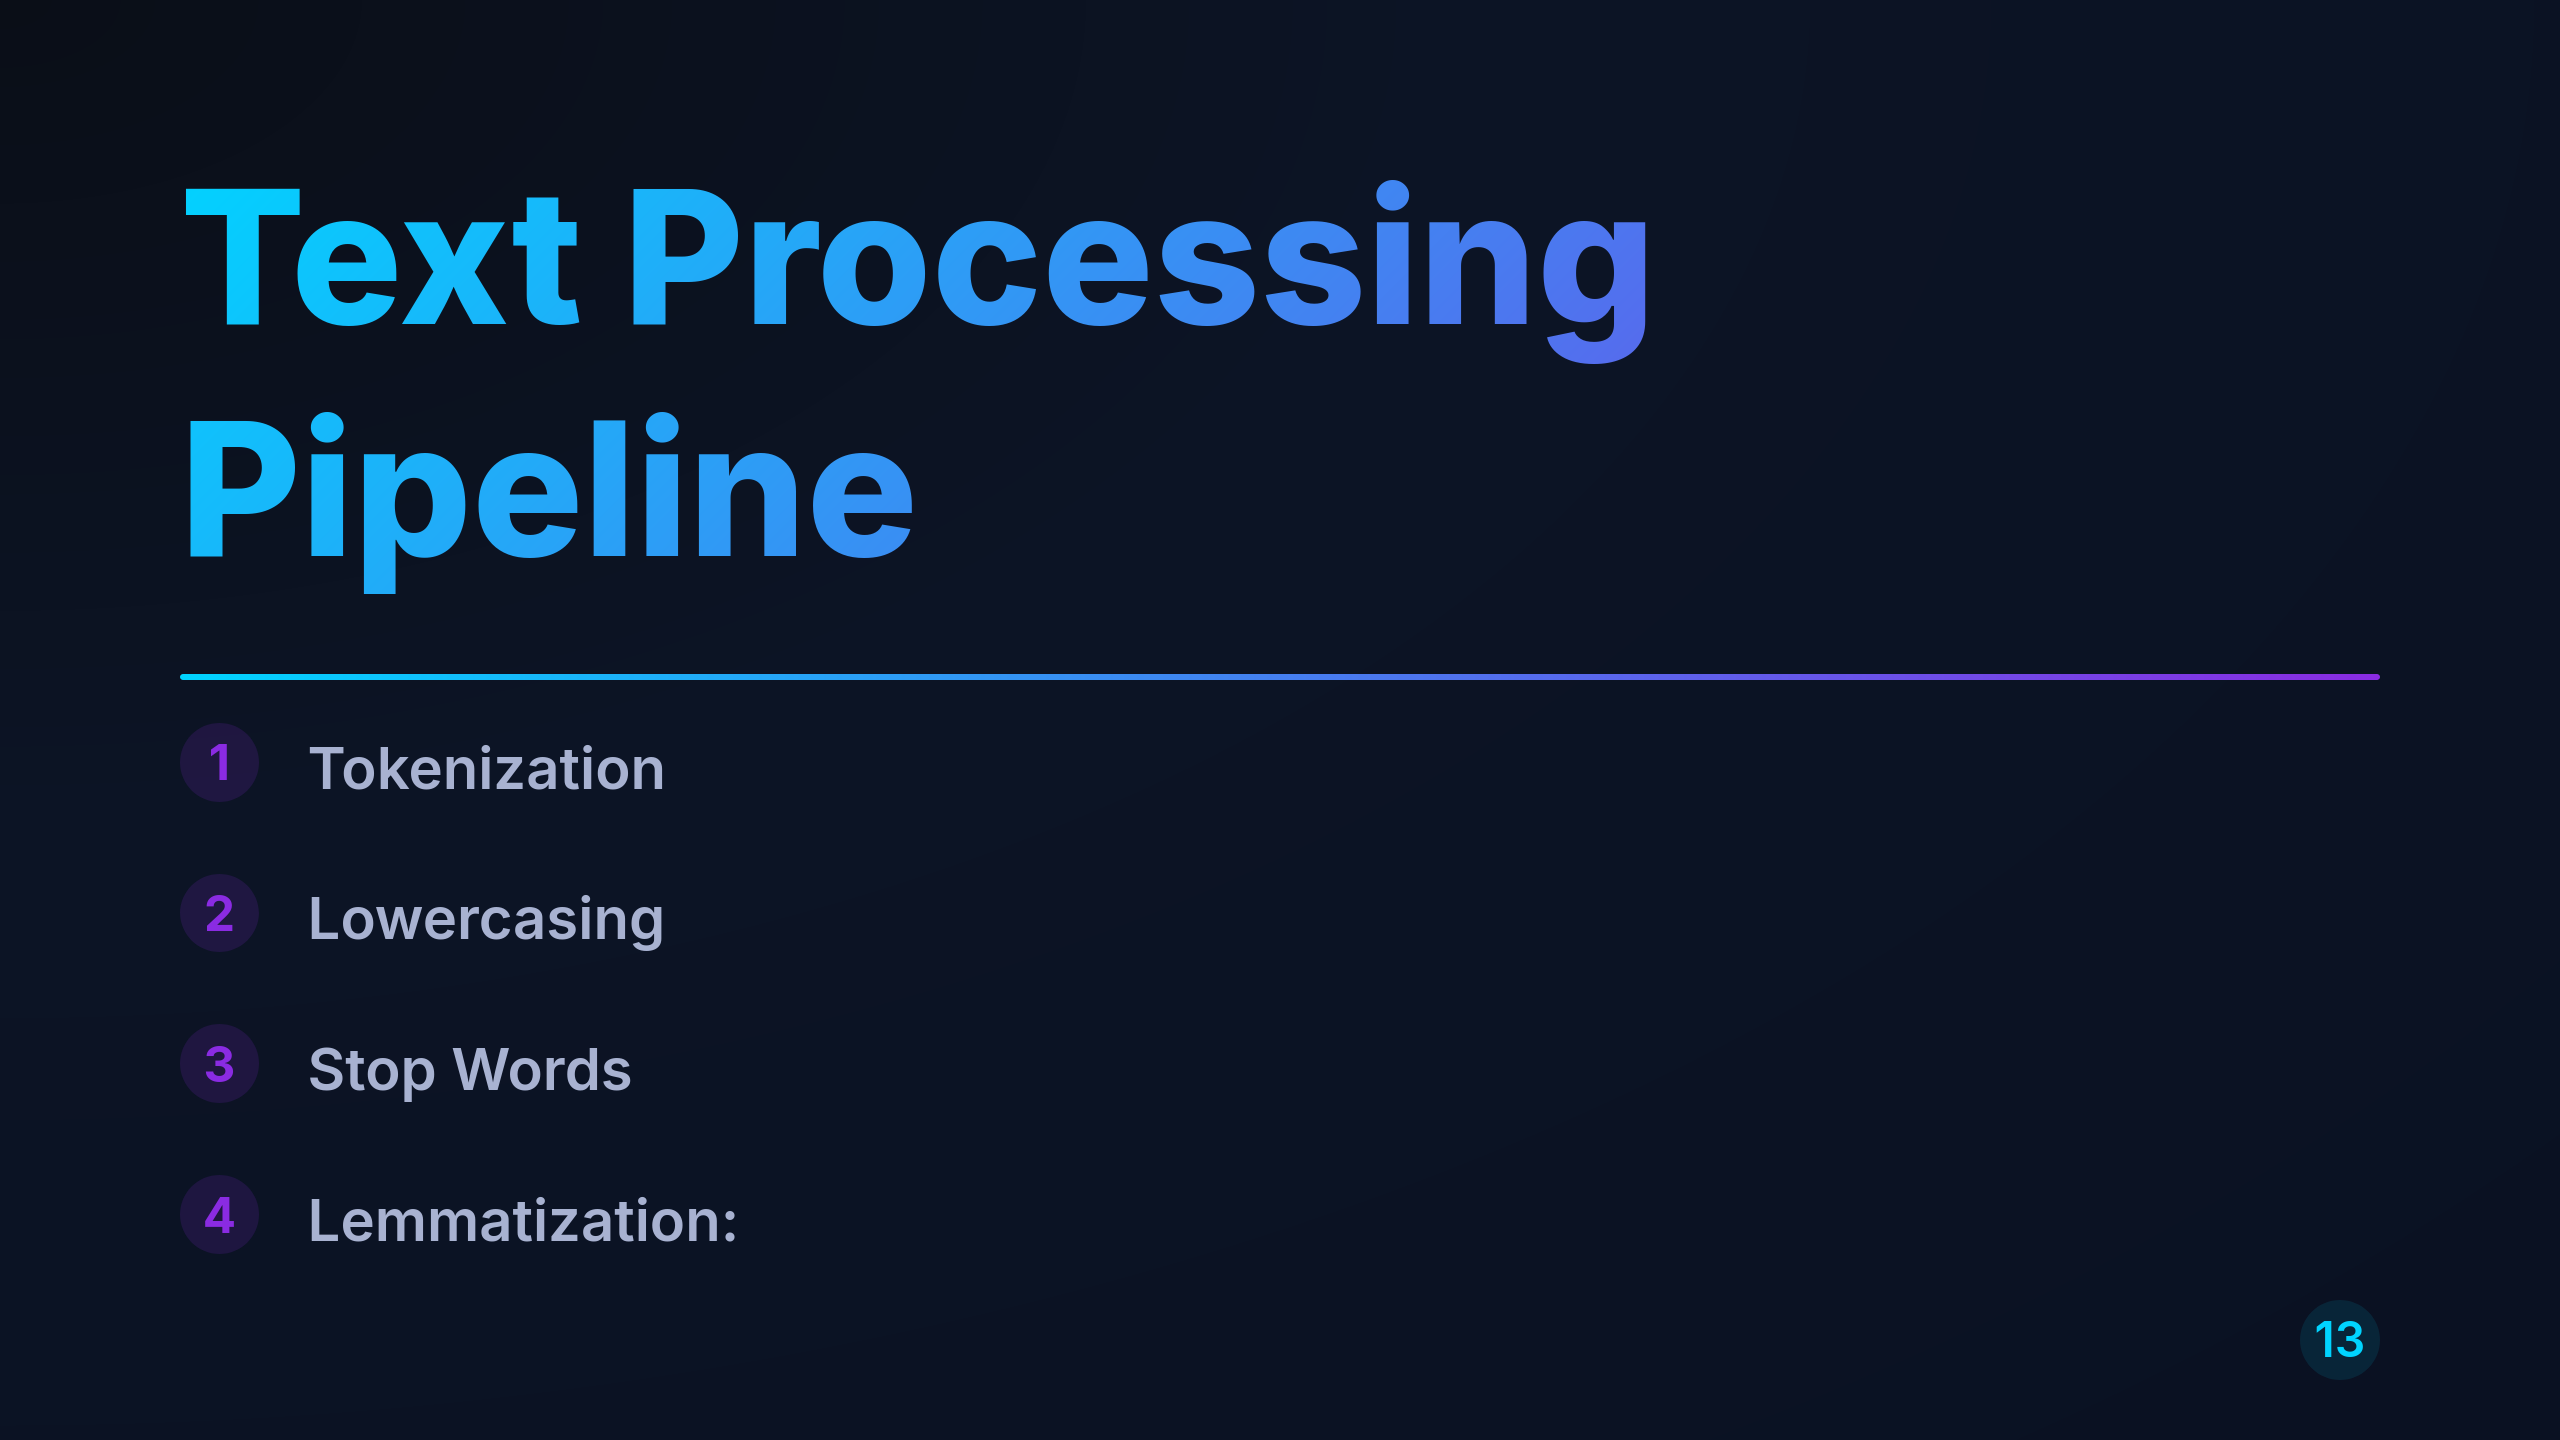 Text Processing
Pipeline
1 Tokenization
2 Lowercasing
3 Stop Words
4 Lemmatization:
13